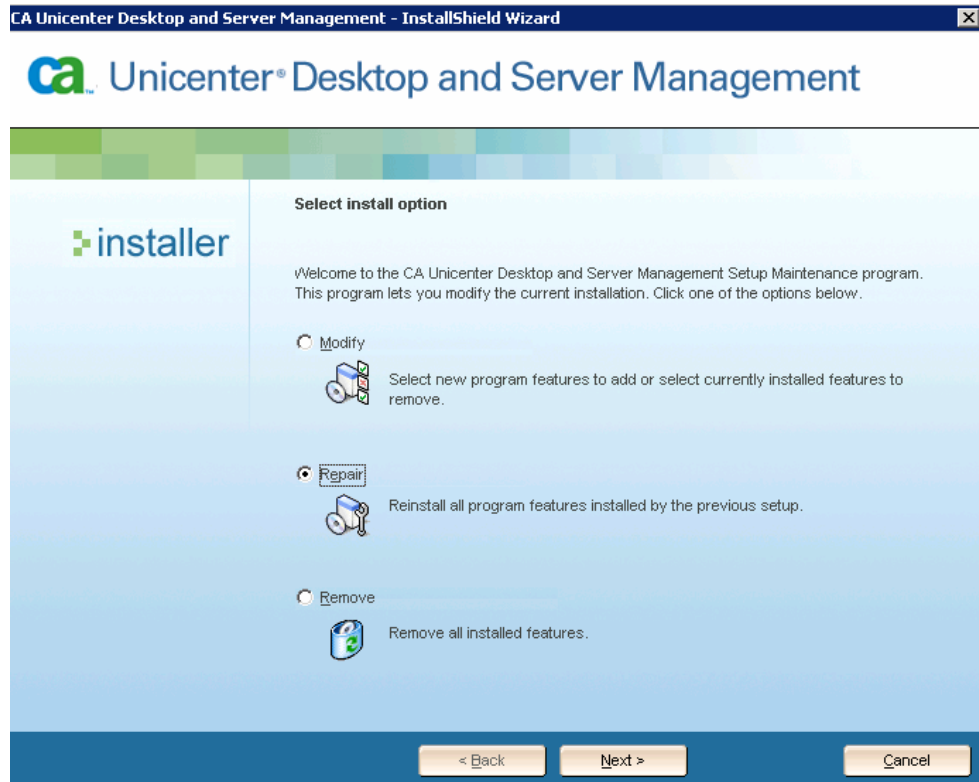 CA Unicenter Desktop and Server Management - InstallShield Wizard
ca™ Unicenter® Desktop and Server Management
installer
Select install option
Welcome to the CA Unicenter Desktop and Server Management Setup Maintenance program.
This program lets you modify the current installation. Click one of the options below.
Modify
Select new program features to add or select currently installed features to
remove.
Repair
Reinstall all program features installed by the previous setup.
Remove
Remove all installed features.
< Back
Next >
Cancel